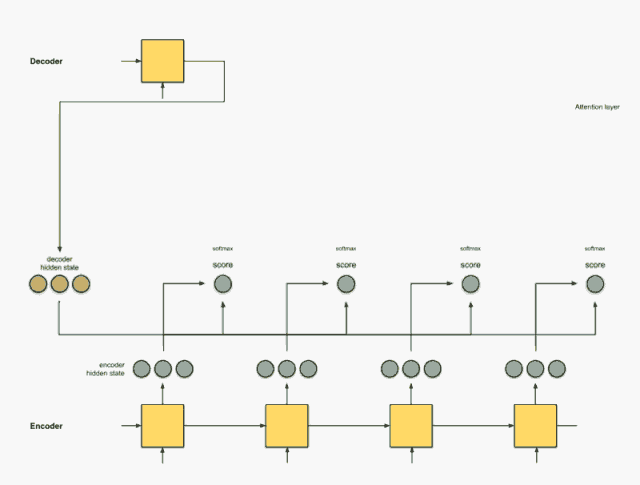 Decoder
Attention layer
softmax softmax softmax softmax
score score score score
decoder
hidden state
encoder
hidden state
Encoder